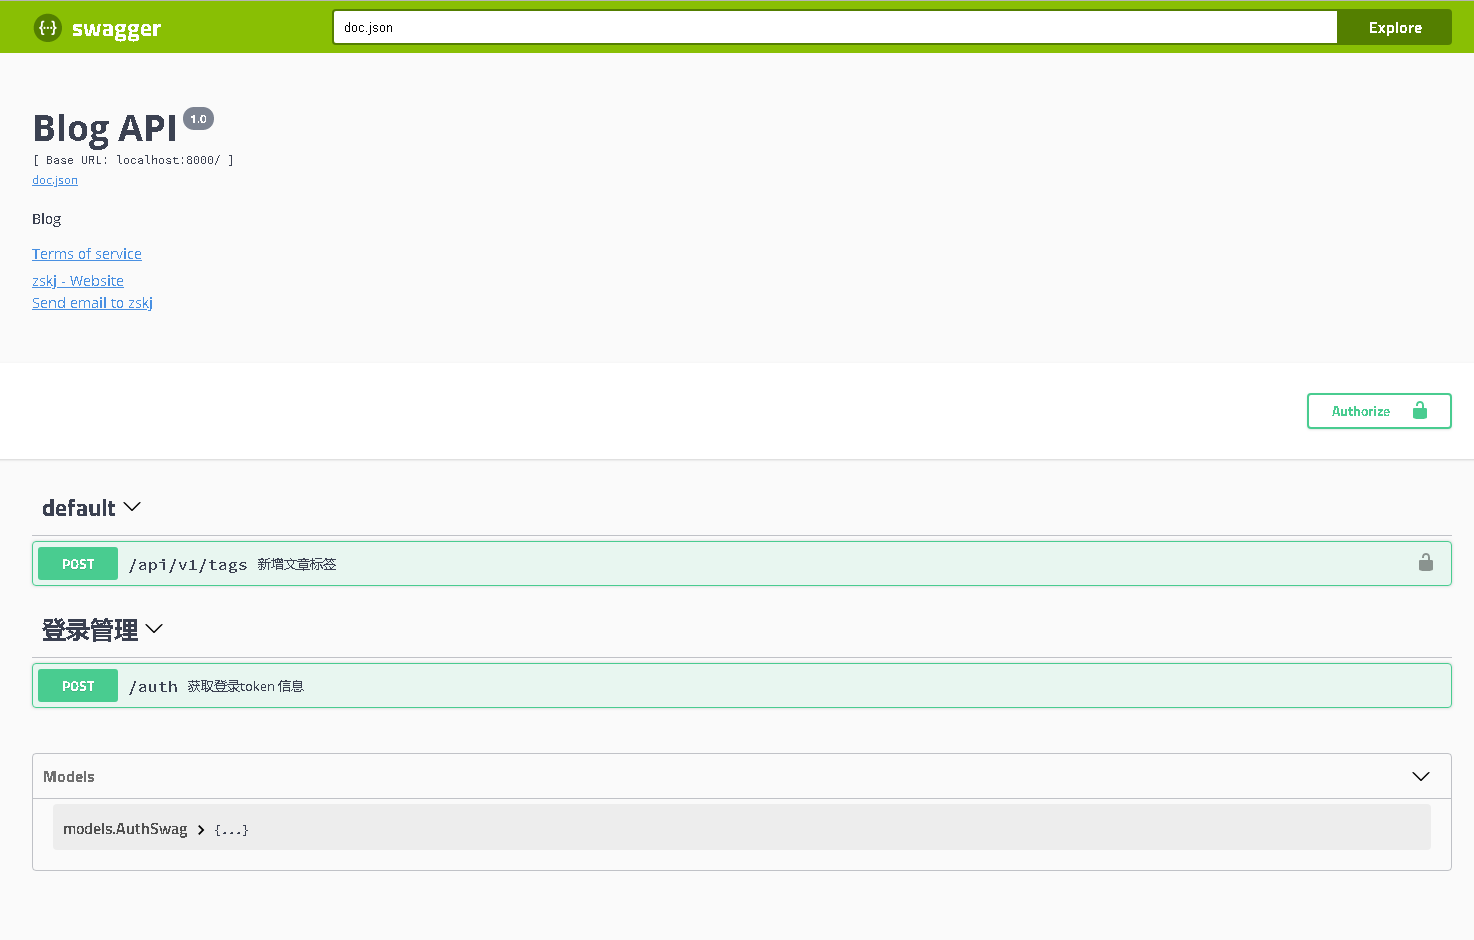 {···} swagger
doc.json
Explore
Blog API 1.0
[ Base URL: localhost:8000/ ]
doc.json
Blog
Terms of service
zskj - Website
Send email to zskj
Authorize
default
POST /api/v1/tags 新增文章标签
登录管理
POST /auth 获取登录token 信息
Models
models.AuthSwag {...}